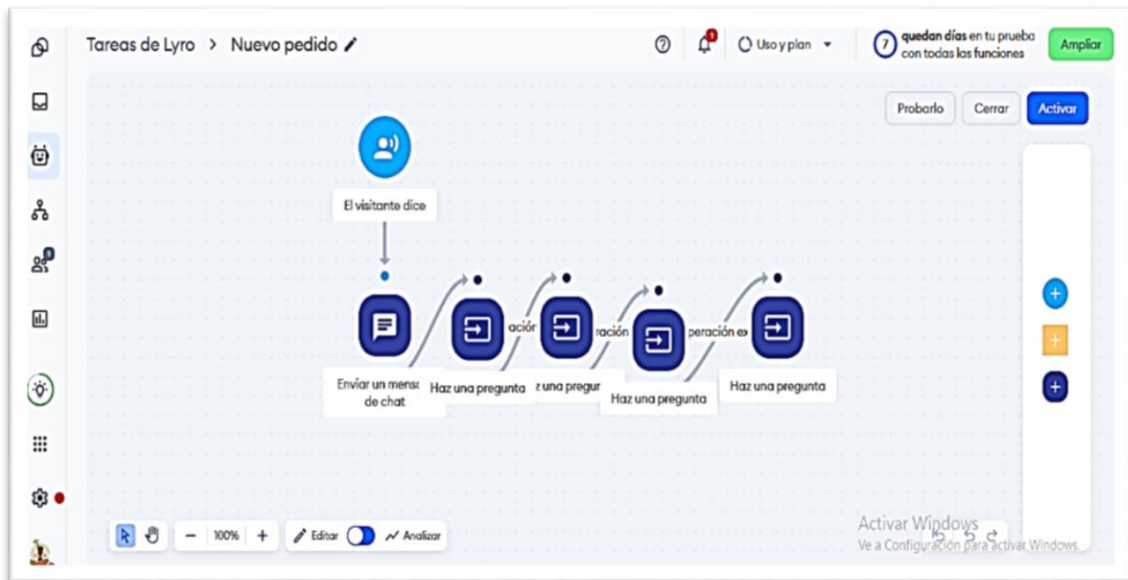 Tareas de Lyro > Nuevo pedido
1
Uso y plan
7
quedan días en tu prueba
con todas las funciones
Ampliar
Probarlo
Cerrar
Activar
El visitante dice
ación
ración
peración ex
Enviar un mensc
de chat
Haz una pregunta
z una pregur
Haz una pregunta
Haz una pregunta
− 100% +
Editar
Analizar
Activar Windows
Ve a Configuración para activar Windows.